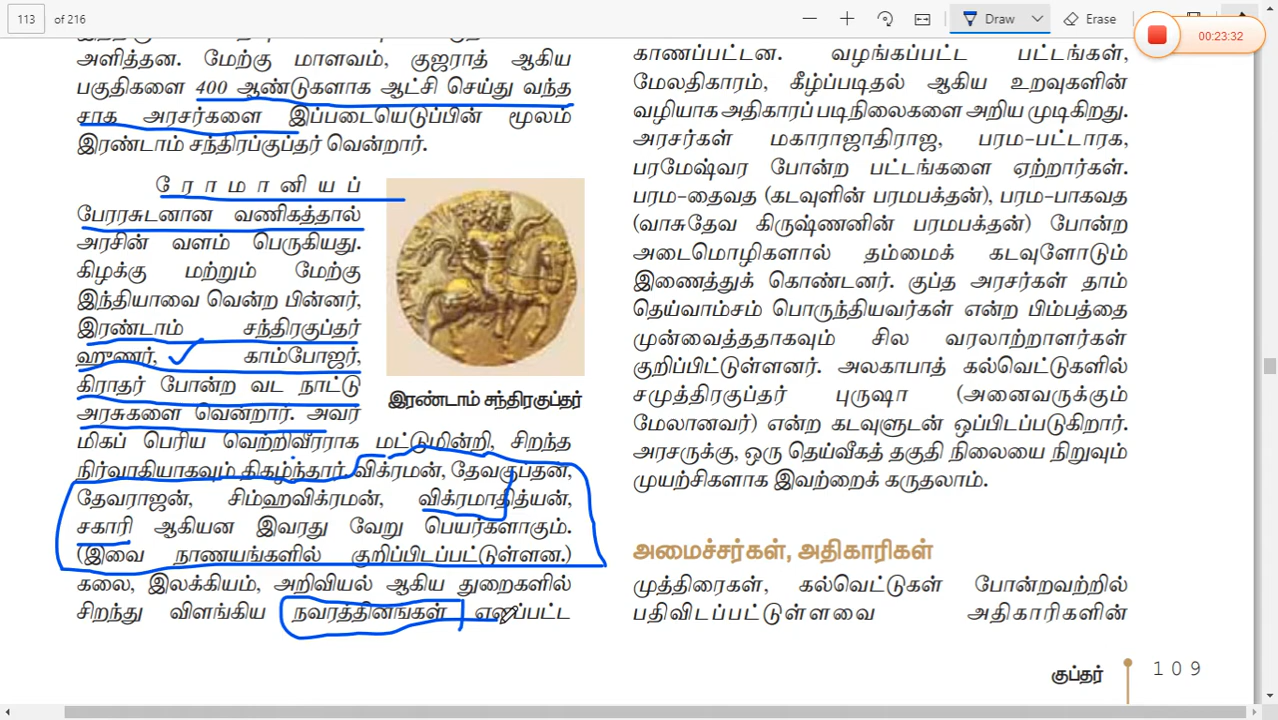 113 of 216
Draw
Erase
00:23:32
அளித்தன. மேற்கு மாளவம், குஜராத் ஆகிய
பகுதிகளை 400 ஆண்டுகளாக ஆட்சி செய்து வந்த
சாக அரசர்களை இப்படையெடுப்பின் மூலம்
இரண்டாம் சந்திரப்குப்தர் வென்றார்.
ரோமானியப்
பேரரசுடனான வணிகத்தால்
அரசின் வளம் பெருகியது.
கிழக்கு மற்றும் மேற்கு
இந்தியாவை வென்ற பின்னர்,
இரண்டாம் சந்திரகுப்தர்
ஹுணர், காம்போஜர்,
கிராதர் போன்ற வட நாட்டு
அரசுகளை வென்றார். அவர்
இரண்டாம் சந்திரகுப்தர்
மிகப் பெரிய வெற்றிவீரராக மட்டுமின்றி, சிறந்த
நிர்வாதியாகவும் திகழ்ந்தார். விக்ரமன், தேவகுபதன்,
தேவராஜன், சிம்ஹவிக்ரமன், விக்ரமாதித்யன்,
சகாரி ஆகியன இவரது வேறு பெயர்களாகும்.
(இவை நாணயங்களில் குறிப்பிடப்பட்டுள்ளன.)
கலை, இலக்கியம், அறிவியல் ஆகிய துறைகளில்
சிறந்து விளங்கிய நவரத்தினங்கள் எனப்பட்ட
காணப்பட்டன. வழங்கப்பட்ட பட்டங்கள்,
மேலதிகாரம், கீழ்ப்படிதல் ஆகிய உறவுகளின்
வழியாக அதிகாரப் படிநிலைகளை அறிய முடிகிறது.
அரசர்கள் மகாராஜாதிராஜ, பரம-பட்டாரக,
பரமேஷ்வர போன்ற பட்டங்களை ஏற்றார்கள்.
பரம-தைவத (கடவுளின் பரமபக்தன்), பரம-பாகவத
(வாசுதேவ கிருஷ்ணனின் பரமபக்தன்) போன்ற
அடைமொழிகளால் தம்மைக் கடவுளோடும்
இணைத்துக் கொண்டனர். குப்த அரசர்கள் தாம்
தெய்வாம்சம் பொருந்தியவர்கள் என்ற பிம்பத்தை
முன்வைத்ததாகவும் சில வரலாற்றாளர்கள்
குறிப்பிட்டுள்ளனர். அலகாபாத் கல்வெட்டுகளில்
சமுத்திரகுப்தர் புருஷா (அனைவருக்கும்
மேலானவர்) என்ற கடவுளுடன் ஒப்பிடப்படுகிறார்.
அரசருக்கு, ஒரு தெய்வீகத் தகுதி நிலையை நிறுவும்
முயற்சிகளாக இவற்றைக் கருதலாம்.
அமைச்சர்கள், அதிகாரிகள்
முத்திரைகள், கல்வெட்டுகள் போன்றவற்றில்
பதிவிடப்பட்டுள்ளவை அதிகாரிகளின்
குப்தர் 109